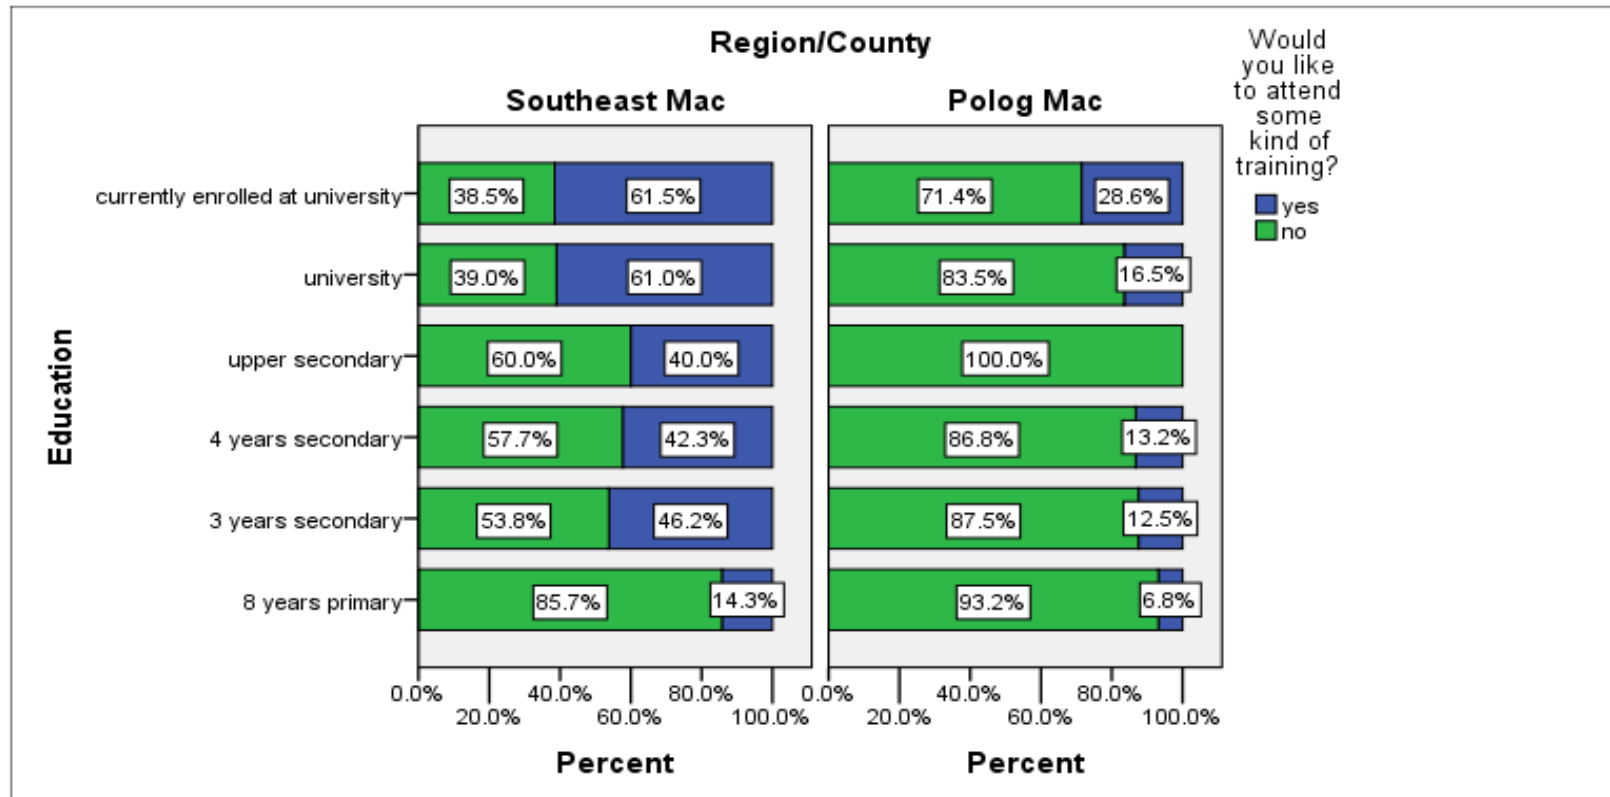 Region/County
Southeast Mac
Polog Mac
Would
you like
to attend
some
kind of
training?
yes
no
Education
currently enrolled at university
38.5%
61.5%
71.4%
28.6%
university
39.0%
61.0%
83.5%
16.5%
upper secondary
60.0%
40.0%
100.0%
4 years secondary
57.7%
42.3%
86.8%
13.2%
3 years secondary
53.8%
46.2%
87.5%
12.5%
8 years primary
85.7%
14.3%
93.2%
6.8%
0.0% 20.0% 40.0% 60.0% 80.0% 100.0%
0.0% 20.0% 40.0% 60.0% 80.0% 100.0%
Percent
Percent